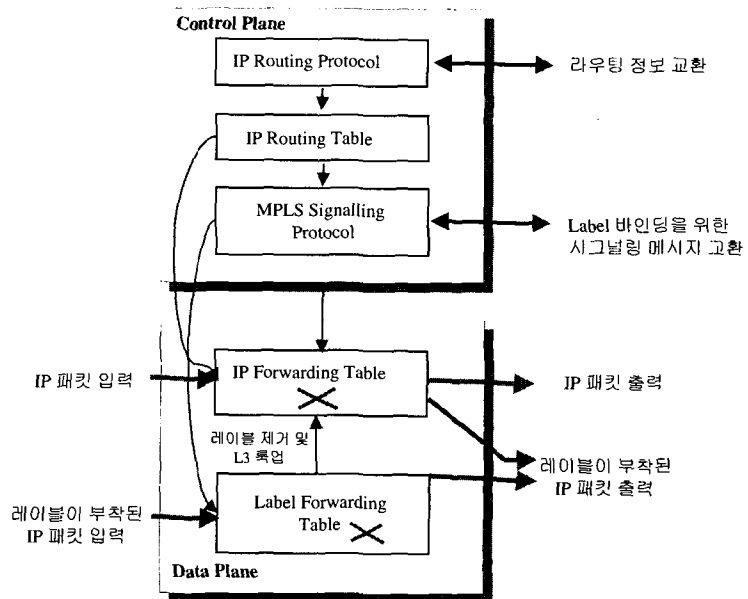 Control Plane
IP Routing Protocol
라우팅 정보 교환
IP Routing Table
MPLS Signalling
Protocol
Label 바인딩을 위한
시그널링 메시지 교환
IP 패킷 입력
IP Forwarding Table
IP 패킷 출력
레이블 제거 및
L3 룩업
레이블이 부착된
IP 패킷 출력
Label Forwarding
Table
레이블이 부착된
IP 패킷 입력
Data Plane